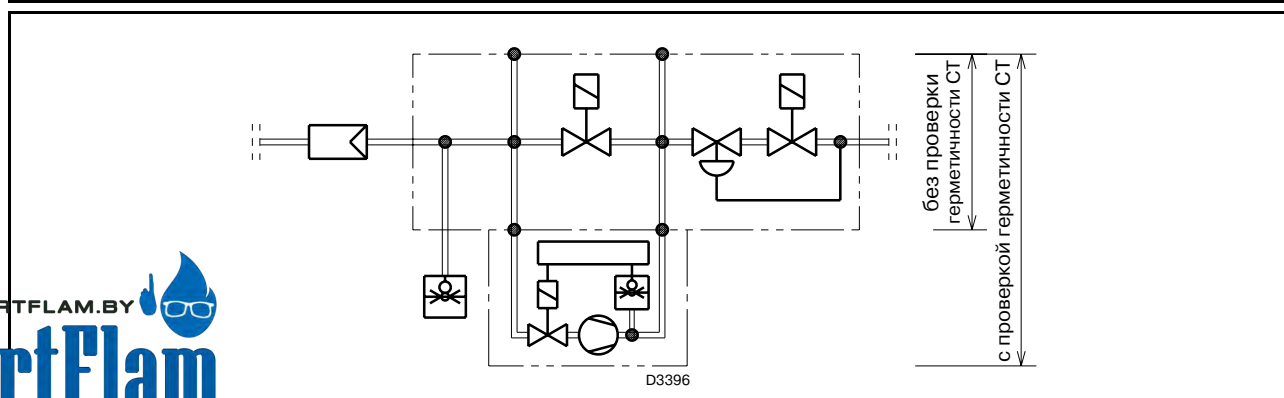 без проверки
герметичности СТ
с проверкой герметичности СТ
RTFLAM.BY
rtFlam
D3396